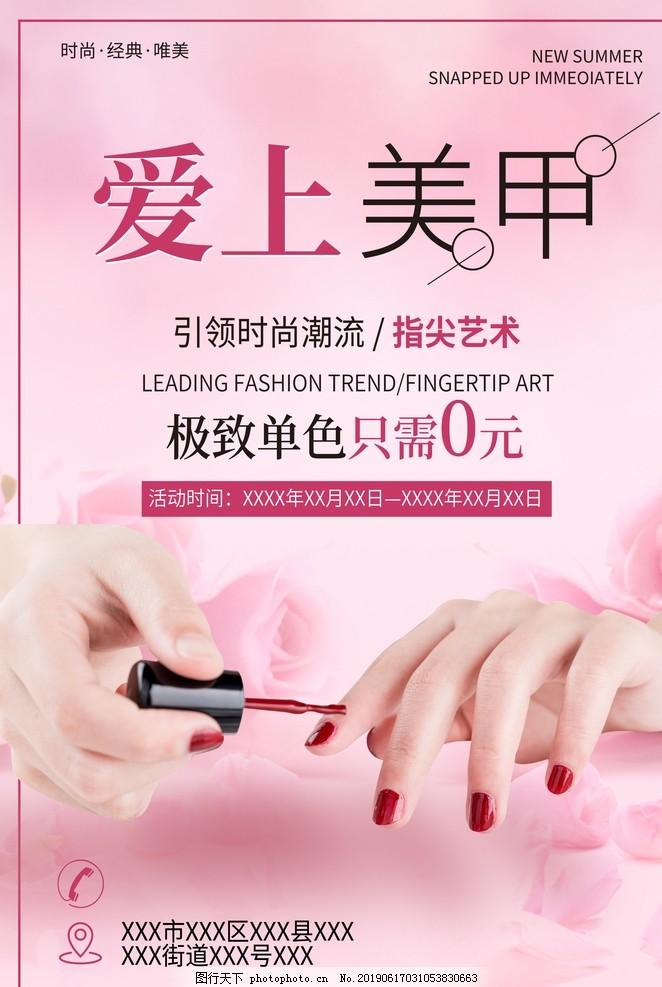 时尚·经典·唯美
NEW SUMMER
SNAPPED UP IMMEOIATELY
爱上美甲
引领时尚潮流 / 指尖艺术
LEADING FASHION TREND/FINGERTIP ART
极致单色只需0元
活动时间：XXXX年XX月XX日—XXXX年XX月XX日
XXX市XXX区XXX县XXX
XXX街道XXX号XXX
图行天下 photophoto.cn No.20190617031053830663